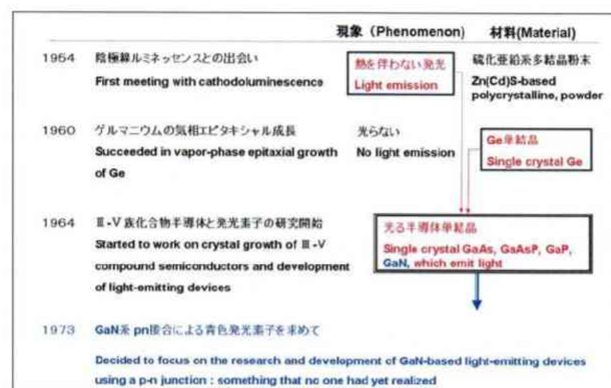 現象（Phenomenon) 材料(Material)
1954 陰極線ルミネッセンスとの出会い
First meeting with cathodoluminescence
熱を伴わない発光
Light emission
硫化亜鉛系多結晶粉末
Zn(Cd)S-based
polycrystalline, powder
1960 ゲルマニウムの気相エピタキシャル成長
Succeeded in vapor-phase epitaxial growth
of Ge
光らない
No light emission
Ge単結晶
Single crystal Ge
1964 Ⅲ-Ⅴ族化合物半導体と発光素子の研究開始
Started to work on crystal growth of Ⅲ-Ⅴ
compound semiconductors and development
of light-emitting devices
光る半導体単結晶
Single crystal GaAs, GaAsP, GaP,
GaN, which emit light
1973 GaN系 pn接合による青色発光素子を求めて
Decided to focus on the research and development of GaN-based light-emitting devices
using a p-n junction : something that no one had yet realized